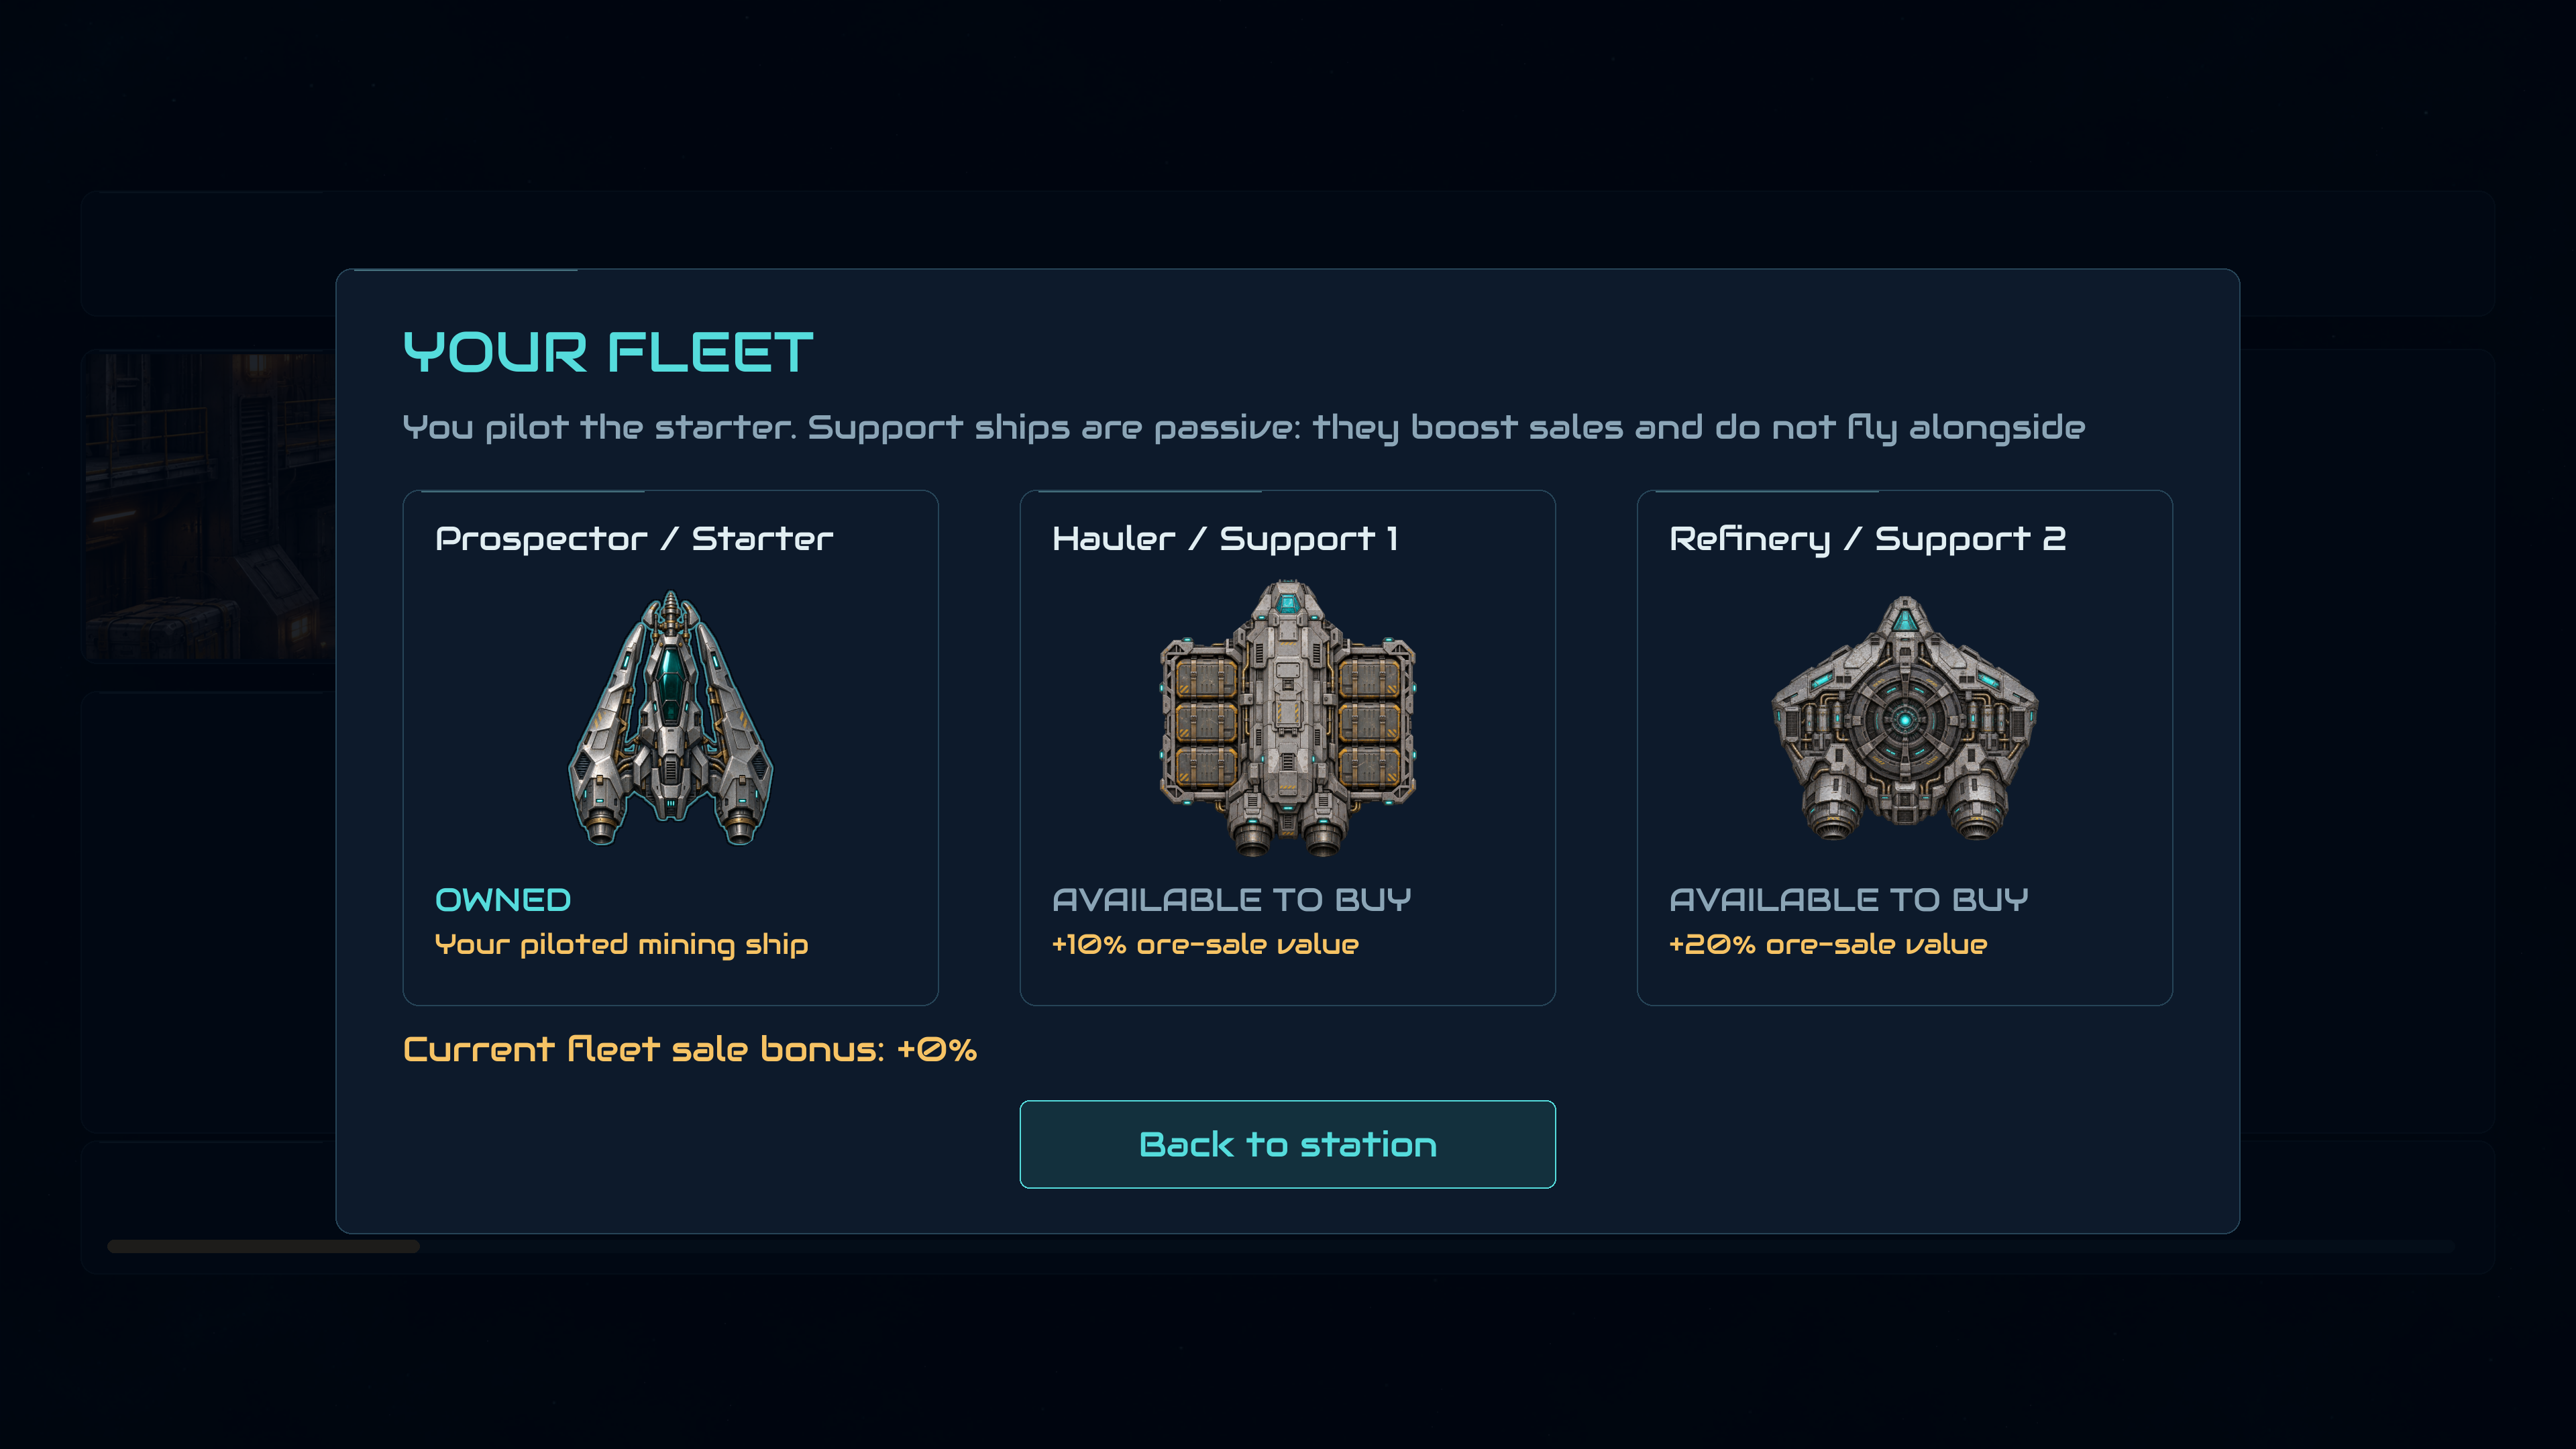 YOUR FLEET
You pilot the starter. Support ships are passive: they boost sales and do not fly alongside
Prospector / Starter
Hauler / Support 1
Refinery / Support 2
OWNED
Your piloted mining ship
AVAILABLE TO BUY
+10% ore-sale value
AVAILABLE TO BUY
+20% ore-sale value
Current fleet sale bonus: +0%
Back to station